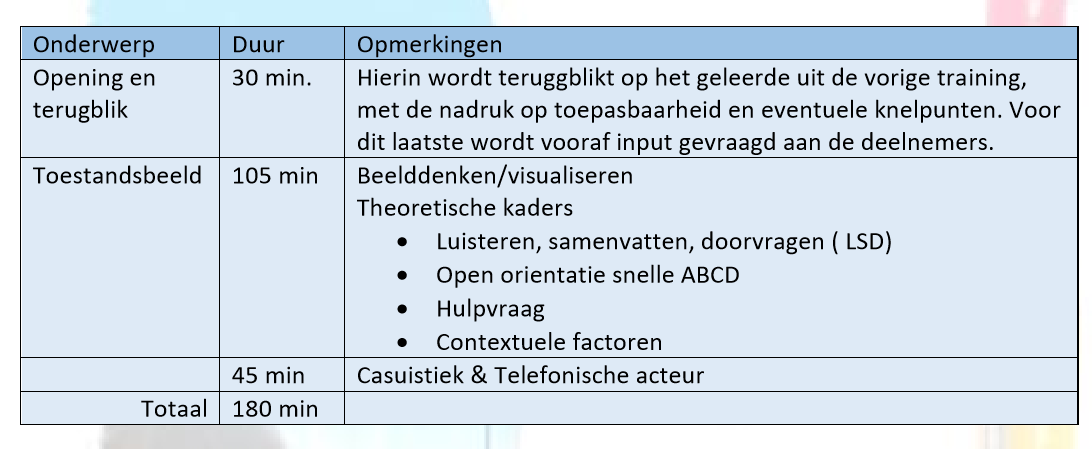 Onderwerp Duur Opmerkingen
Opening en 30 min. Hierin wordt teruggblikt op het geleerde uit de vorige training,
terugblik met de nadruk op toepasbaarheid en eventuele knelpunten. Voor
dit laatste wordt vooraf input gevraagd aan de deelnemers.
Toestandsbeeld 105 min Beelddenken/visualiseren
Theoretische kaders
• Luisteren, samenvatten, doorvragen ( LSD)
• Open orientatie snelle ABCD
• Hulpvraag
• Contextuele factoren
45 min Casuistiek & Telefonische acteur
Totaal 180 min